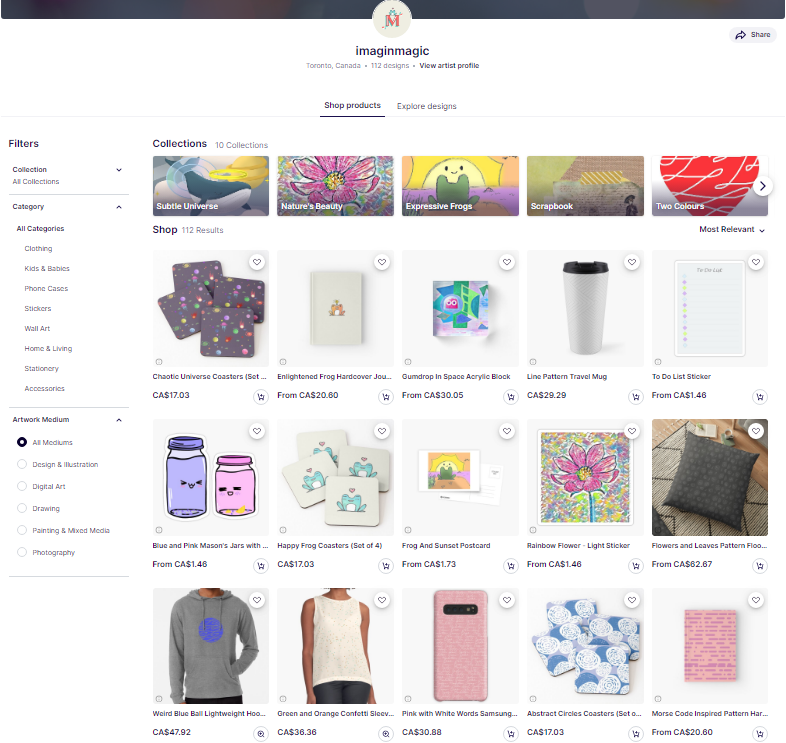 M
imaginmagic
Toronto, Canada • 112 designs • View artist profile
Share
Shop products
Explore designs
Filters
Collection
All Collections
Category
All Categories
Clothing
Kids & Babies
Phone Cases
Stickers
Wall Art
Home & Living
Stationery
Accessories
Artwork Medium
All Mediums
Design & Illustration
Digital Art
Drawing
Painting & Mixed Media
Photography
Collections 10 Collections
Subtle Universe
Nature's Beauty
Expressive Frogs
Scrapbook
Two Colours
Shop 112 Results
Most Relevant
To Do List
Chaotic Universe Coasters (Set ...
CA$17.03
Enlightened Frog Hardcover Jou...
From CA$20.60
Gumdrop In Space Acrylic Block
From CA$30.05
Line Pattern Travel Mug
CA$29.29
To Do List Sticker
From CA$1.46
Blue and Pink Mason's Jars with ...
From CA$1.46
Happy Frog Coasters (Set of 4)
CA$17.03
Frog And Sunset Postcard
From CA$1.73
Rainbow Flower - Light Sticker
From CA$1.46
Flowers and Leaves Pattern Floo...
From CA$62.67
Weird Blue Ball Lightweight Hoo...
CA$47.92
Green and Orange Confetti Sleev...
CA$36.36
Pink with White Words Samsung...
CA$30.88
Abstract Circles Coasters (Set o...
CA$17.03
Morse Code Inspired Pattern Har...
From CA$20.60